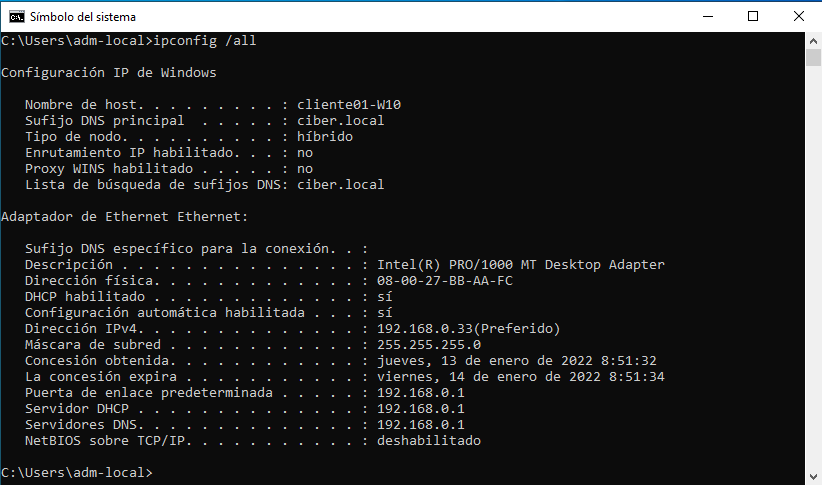 Símbolo del sistema
C:\Users\adm-local>ipconfig /all
Configuración IP de Windows
Nombre de host. . . . . . . . . : cliente01-W10
Sufijo DNS principal  . . . . . : ciber.local
Tipo de nodo. . . . . . . . . . : híbrido
Enrutamiento IP habilitado. . . : no
Proxy WINS habilitado . . . . . : no
Lista de búsqueda de sufijos DNS: ciber.local
Adaptador de Ethernet Ethernet:
Sufijo DNS específico para la conexión. . :
Descripción . . . . . . . . . . . . . . . : Intel(R) PRO/1000 MT Desktop Adapter
Dirección física. . . . . . . . . . . . . : 08-00-27-BB-AA-FC
DHCP habilitado . . . . . . . . . . . . . : sí
Configuración automática habilitada . . . : sí
Dirección IPv4. . . . . . . . . . . . . . : 192.168.0.33(Preferido)
Máscara de subred . . . . . . . . . . . . : 255.255.255.0
Concesión obtenida. . . . . . . . . . . . : jueves, 13 de enero de 2022 8:51:32
La concesión expira . . . . . . . . . . . : viernes, 14 de enero de 2022 8:51:34
Puerta de enlace predeterminada . . . . . : 192.168.0.1
Servidor DHCP . . . . . . . . . . . . . . : 192.168.0.1
Servidores DNS. . . . . . . . . . . . . . : 192.168.0.1
NetBIOS sobre TCP/IP. . . . . . . . . . . : deshabilitado
C:\Users\adm-local>